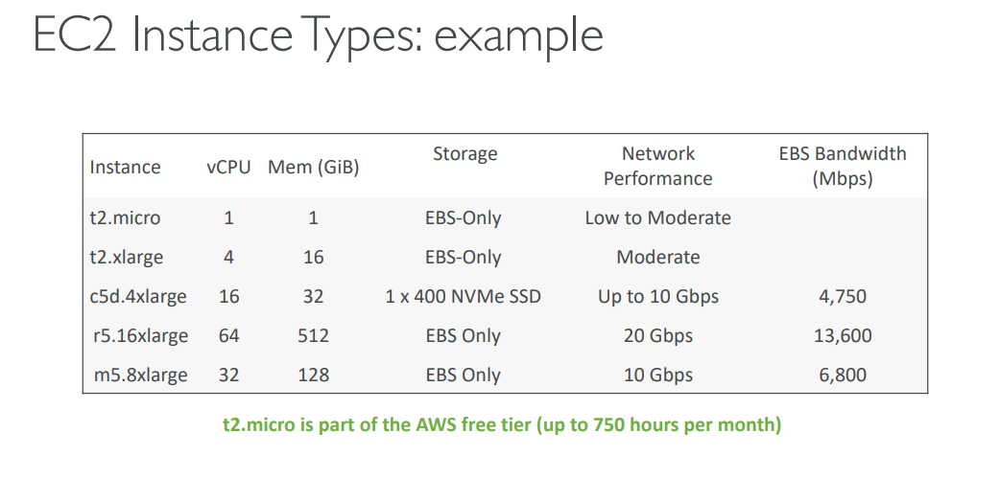 EC2 Instance Types: example
Instance vCPU Mem (GiB) Storage Network Performance EBS Bandwidth (Mbps)
t2.micro 1 1 EBS-Only Low to Moderate
t2.xlarge 4 16 EBS-Only Moderate
c5d.4xlarge 16 32 1 x 400 NVMe SSD Up to 10 Gbps 4,750
r5.16xlarge 64 512 EBS Only 20 Gbps 13,600
m5.8xlarge 32 128 EBS Only 10 Gbps 6,800
t2.micro is part of the AWS free tier (up to 750 hours per month)